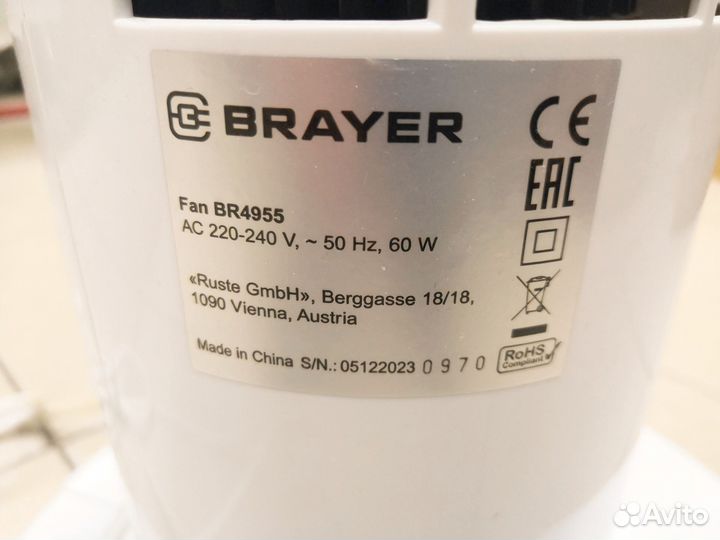 BRAYER
CE
EAC
Fan BR4955
AC 220-240 V, ~ 50 Hz, 60 W
«Ruste GmbH», Berggasse 18/18,
1090 Vienna, Austria
Made in China S/N.: 05122023 0970
RoHS
Compliant
Avito